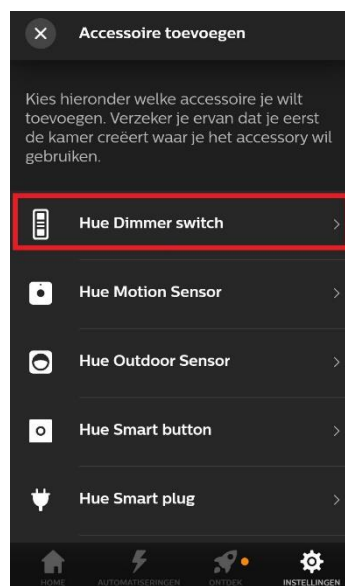 Accessoire toevoegen
Kies hieronder welke accessoire je wilt
toevoegen. Verzeker je ervan dat je eerst
de kamer creëert waar je het accessory wil
gebruiken.
Hue Dimmer switch
Hue Motion Sensor
Hue Outdoor Sensor
Hue Smart button
Hue Smart plug
HOME AUTOMATISERINGEN ONTDEK INSTELLINGEN